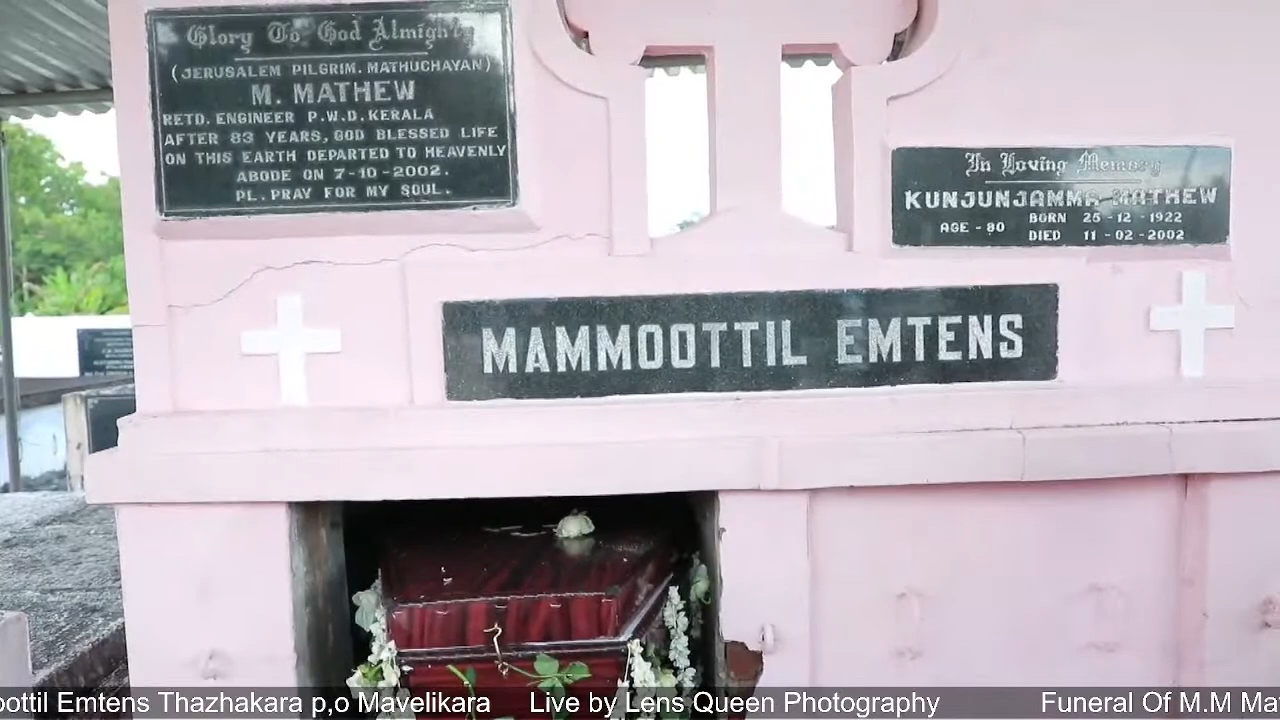 Glory To God Almighty
(JERUSALEM PILGRIM. MATHUCHAYAN)
M. MATHEW
RETD. ENGINEER P.W.D. KERALA
AFTER 83 YEARS, GOD BLESSED LIFE
ON THIS EARTH DEPARTED TO HEAVENLY
ABODE ON 7-10-2002.
PL. PRAY FOR MY SOUL.
In Loving Memory
KUNJUNJAMMA MATHEW
AGE - 80
BORN 25-12-1922
DIED 11-02-2002
MAMMOOTTIL EMTENS
Emtens Thazhakara p,o Mavelikara Live by Lens Queen Photography Funeral Of M.M